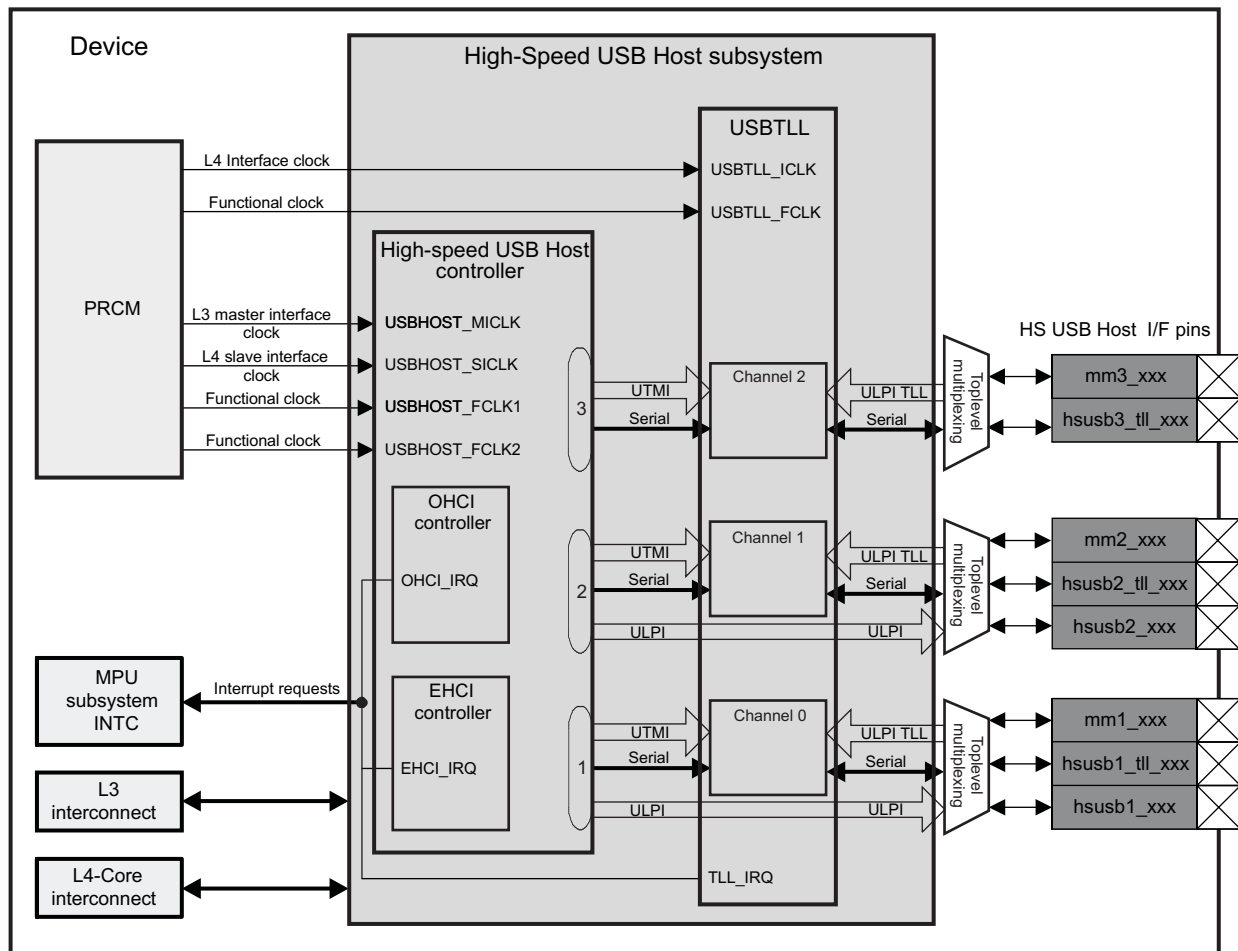 Device
High-Speed USB Host subsystem
USBTLL
L4 Interface clock
USBTLL_ICLK
Functional clock
USBTLL_FCLK
High-speed USB Host
controller
PRCM
L3 master interface
clock
USBHOST_MICLK
L4 slave interface
clock
USBHOST_SICLK
Functional clock
USBHOST_FCLK1
Functional clock
USBHOST_FCLK2
HS USB Host I/F pins
3
UTMI
Serial
Channel 2
ULPI TLL
Serial
Toplevel
multiplexing
mm3_xxx
hsusb3_tll_xxx
OHCI
controller
OHCI_IRQ
2
UTMI
Serial
ULPI
Channel 1
ULPI TLL
Serial
ULPI
Toplevel
multiplexing
mm2_xxx
hsusb2_tll_xxx
hsusb2_xxx
MPU
subsystem
INTC
Interrupt requests
EHCI
controller
EHCI_IRQ
1
UTMI
Serial
ULPI
Channel 0
ULPI TLL
Serial
ULPI
Toplevel
multiplexing
mm1_xxx
hsusb1_tll_xxx
hsusb1_xxx
L3
interconnect
L4-Core
interconnect
TLL_IRQ